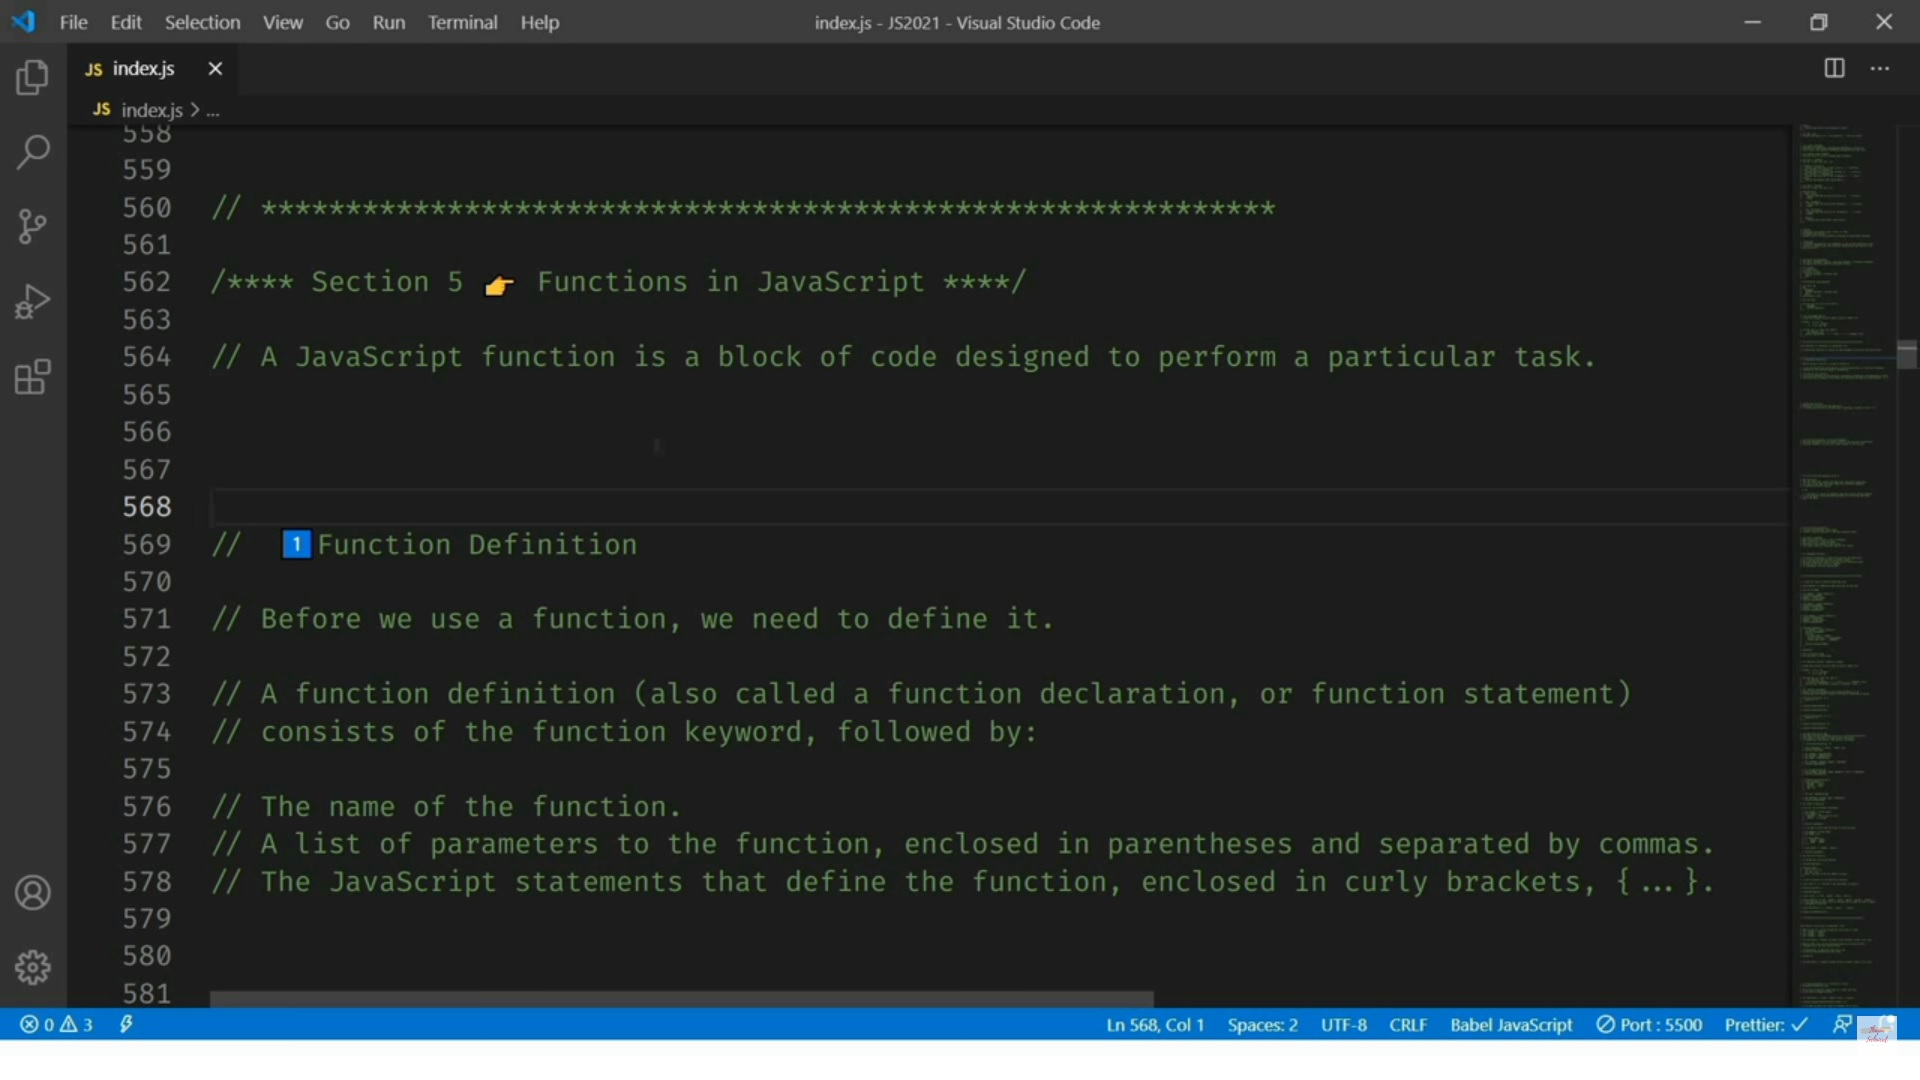 File Edit Selection View Go Run Terminal Help index.js - JS2021 - Visual Studio Code
JS index.js
JS index.js > ...
558
559
560 // ************************************************************
561
562 /**** Section 5 👉 Functions in JavaScript ****/
563
564 // A JavaScript function is a block of code designed to perform a particular task.
565
566
567
568
569 // 1️⃣Function Definition
570
571 // Before we use a function, we need to define it.
572
573 // A function definition (also called a function declaration, or function statement)
574 // consists of the function keyword, followed by:
575
576 // The name of the function.
577 // A list of parameters to the function, enclosed in parentheses and separated by commas.
578 // The JavaScript statements that define the function, enclosed in curly brackets, {...}.
579
580
581
0 3 Ln 568, Col 1 Spaces: 2 UTF-8 CRLF Babel JavaScript Port : 5500 Prettier: ✓